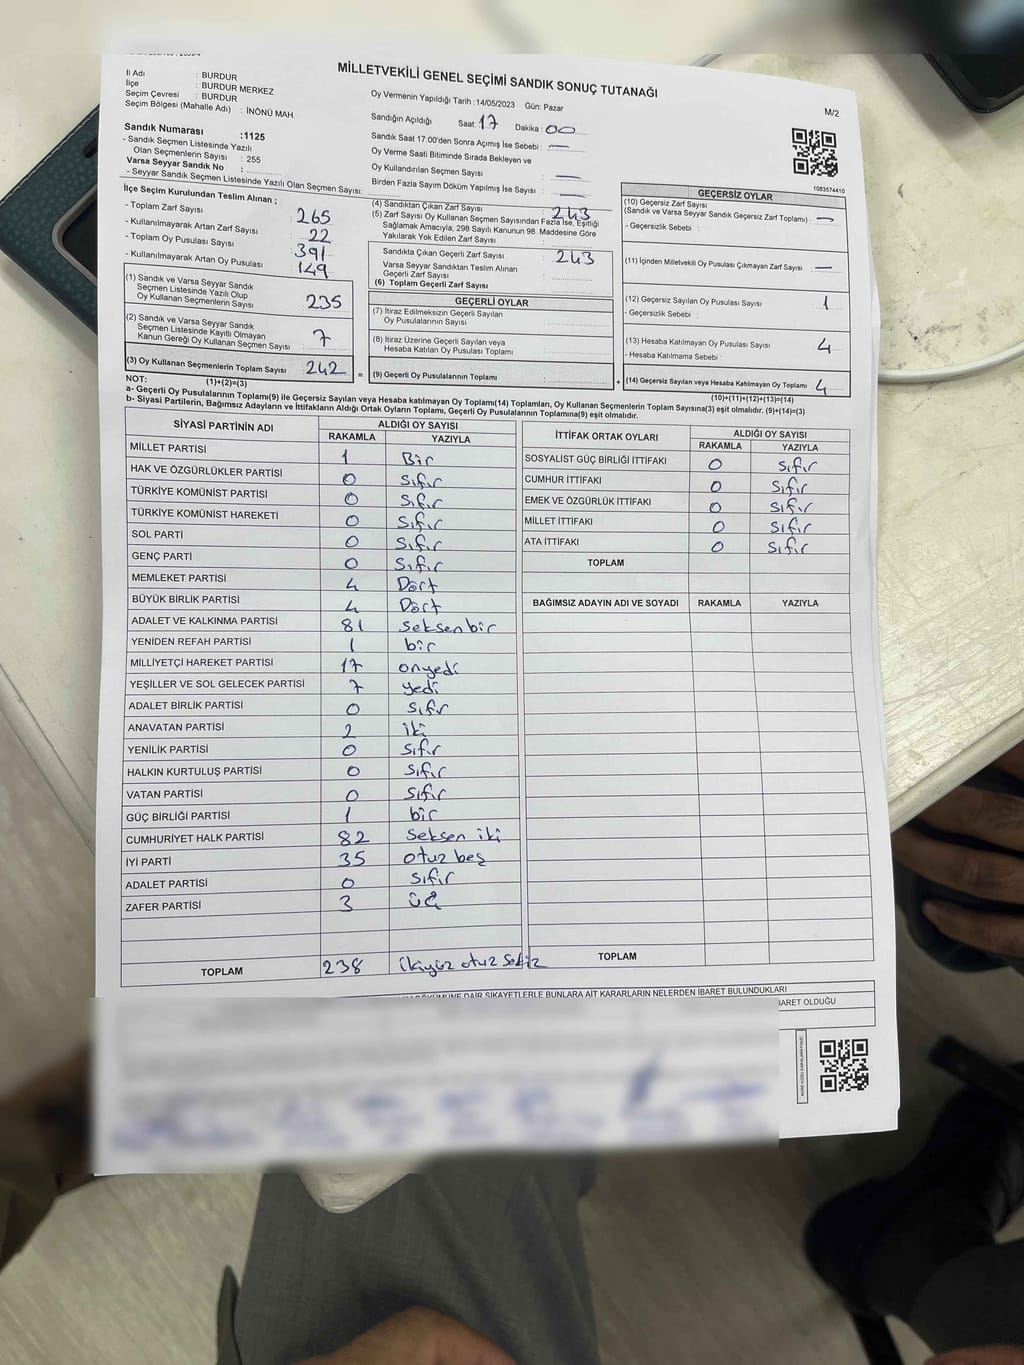 MİLLETVEKİLİ GENEL SEÇİMİ SANDIK SONUÇ TUTANAĞI
M/2
İl Adı : BURDUR
İlçe : BURDUR MERKEZ
Seçim Çevresi : BURDUR
Seçim Bölgesi (Mahalle Adı) : İNÖNÜ MAH.
Oy Vermenin Yapıldığı Tarih :14/05/2023 Gün: Pazar
Sandığın Açıldığı Saat: 17 Dakika : 00
Sandık Saat 17:00'den Sonra Açımış İse Sebebi : —
Oy Verme Saati Bitiminde Sırada Bekleyen ve
Oy Kullandırılan Seçmen Sayısı : —
Birden Fazla Sayım Döküm Yapılmış İse Sayısı : —
Sandık Numarası :1125
- Sandık Seçmen Listesinde Yazılı
Olan Seçmenlerin Sayısı : 255
Varsa Seyyar Sandık No :
- Seyyar Sandık Seçmen Listesinde Yazılı Olan Seçmen Sayısı:
1083574410
İlçe Seçim Kurulundan Teslim Alınan ;
- Toplam Zarf Sayısı : 265
- Kullanılmayarak Artan Zarf Sayısı : 22
- Toplam Oy Pusulası Sayısı : 391
- Kullanılmayarak Artan Oy Pusulası : 149
(1) Sandık ve Varsa Seyyar Sandık
Seçmen Listesinde Yazılı Olup
Oy Kullanan Seçmenlerin Sayısı : 235
(2) Sandık ve Varsa Seyyar Sandık
Seçmen Listesinde Kayıtlı Olmayan
Kanun Gereği Oy Kullanan Seçmen Sayısı : 7
(3) Oy Kullanan Seçmenlerin Toplam Sayısı : 242
(1)+(2)=(3)
(4) Sandıktan Çıkan Zarf Sayısı : 243
(5) Zarf Sayısı Oy Kullanan Seçmen Sayısından Fazla İse, Eşitliği
Sağlamak Amacıyla, 298 Sayılı Kanunun 98. Maddesine Göre
Yakılarak Yok Edilen Zarf Sayısı :
Sandıkta Çıkan Geçerli Zarf Sayısı : 243
Varsa Seyyar Sandıktan Teslim Alınan
Geçerli Zarf Sayısı :
(6) Toplam Geçerli Zarf Sayısı :
=
GEÇERLİ OYLAR
(7) İtiraz Edilmeksizin Geçerli Sayılan
Oy Pusulalarının Sayısı :
(8) İtiraz Üzerine Geçerli Sayılan veya
Hesaba Katılan Oy Pusulası Toplamı :
(9) Geçerli Oy Pusulalarının Toplamı :
+
GEÇERSİZ OYLAR
(10) Geçersiz Zarf Sayısı
(Sandık ve Varsa Seyyar Sandık Geçersiz Zarf Toplamı) : —
- Geçersizlik Sebebi :
(11) İçinden Milletvekili Oy Pusulası Çıkmayan Zarf Sayısı : —
(12) Geçersiz Sayılan Oy Pusulası Sayısı : 1
- Geçersizlik Sebebi :
(13) Hesaba Katılmayan Oy Pusulası Sayısı : 4
- Hesaba Katılmama Sebebi :
(14) Geçersiz Sayılan veya Hesaba Katılmayan Oy Toplamı : 4
(10)+(11)+(12)+(13)=(14)
NOT:
a- Geçerli Oy Pusulalarının Toplamı(9) ile Geçersiz Sayılan veya Hesaba katılmayan Oy Toplamı(14) Toplamları, Oy Kullanan Seçmenlerin Toplam Sayısına(3) eşit olmalıdır. (9)+(14)=(3)
b- Siyasi Partilerin, Bağımsız Adayların ve İttifakların Aldığı Ortak Oyların Toplamı, Geçerli Oy Pusulalarının Toplamına(9) eşit olmalıdır.
SİYASİ PARTİNİN ADI ALDIĞI OY SAYISI
RAKAMLA YAZIYLA
MİLLET PARTİSİ 1 Bir
HAK VE ÖZGÜRLÜKLER PARTİSİ 0 Sıfır
TÜRKİYE KOMÜNİST PARTİSİ 0 Sıfır
TÜRKİYE KOMÜNİST HAREKETİ 0 Sıfır
SOL PARTİ 0 Sıfır
GENÇ PARTİ 0 Sıfır
MEMLEKET PARTİSİ 4 Dört
BÜYÜK BİRLİK PARTİSİ 4 Dört
ADALET VE KALKINMA PARTİSİ 81 Seksen bir
YENİDEN REFAH PARTİSİ 1 bir
MİLLİYETÇİ HAREKET PARTİSİ 17 onyedi
YEŞİLLER VE SOL GELECEK PARTİSİ 7 yedi
ADALET BİRLİK PARTİSİ 0 Sıfır
ANAVATAN PARTİSİ 2 iki
YENİLİK PARTİSİ 0 Sıfır
HALKIN KURTULUŞ PARTİSİ 0 Sıfır
VATAN PARTİSİ 0 Sıfır
GÜÇ BİRLİĞİ PARTİSİ 1 bir
CUMHURİYET HALK PARTİSİ 82 Seksen iki
İYİ PARTİ 35 otuz beş
ADALET PARTİSİ 0 Sıfır
ZAFER PARTİSİ 3 üç
TOPLAM 238 ikiyüz otuz sekiz
İTTİFAK ORTAK OYLARI ALDIĞI OY SAYISI
RAKAMLA YAZIYLA
SOSYALİST GÜÇ BİRLİĞİ İTTİFAKI 0 Sıfır
CUMHUR İTTİFAKI 0 Sıfır
EMEK VE ÖZGÜRLÜK İTTİFAKI 0 Sıfır
MİLLET İTTİFAKI 0 Sıfır
ATA İTTİFAKI 0 Sıfır
TOPLAM
BAĞIMSIZ ADAYIN ADI VE SOYADI RAKAMLA YAZIYLA
TOPLAM
DÖKÜMÜNE DAİR ŞİKAYETLERLE BUNLARA AİT KARARLARIN NELERDEN İBARET BULUNDUKLARI
BARET OLDUĞU